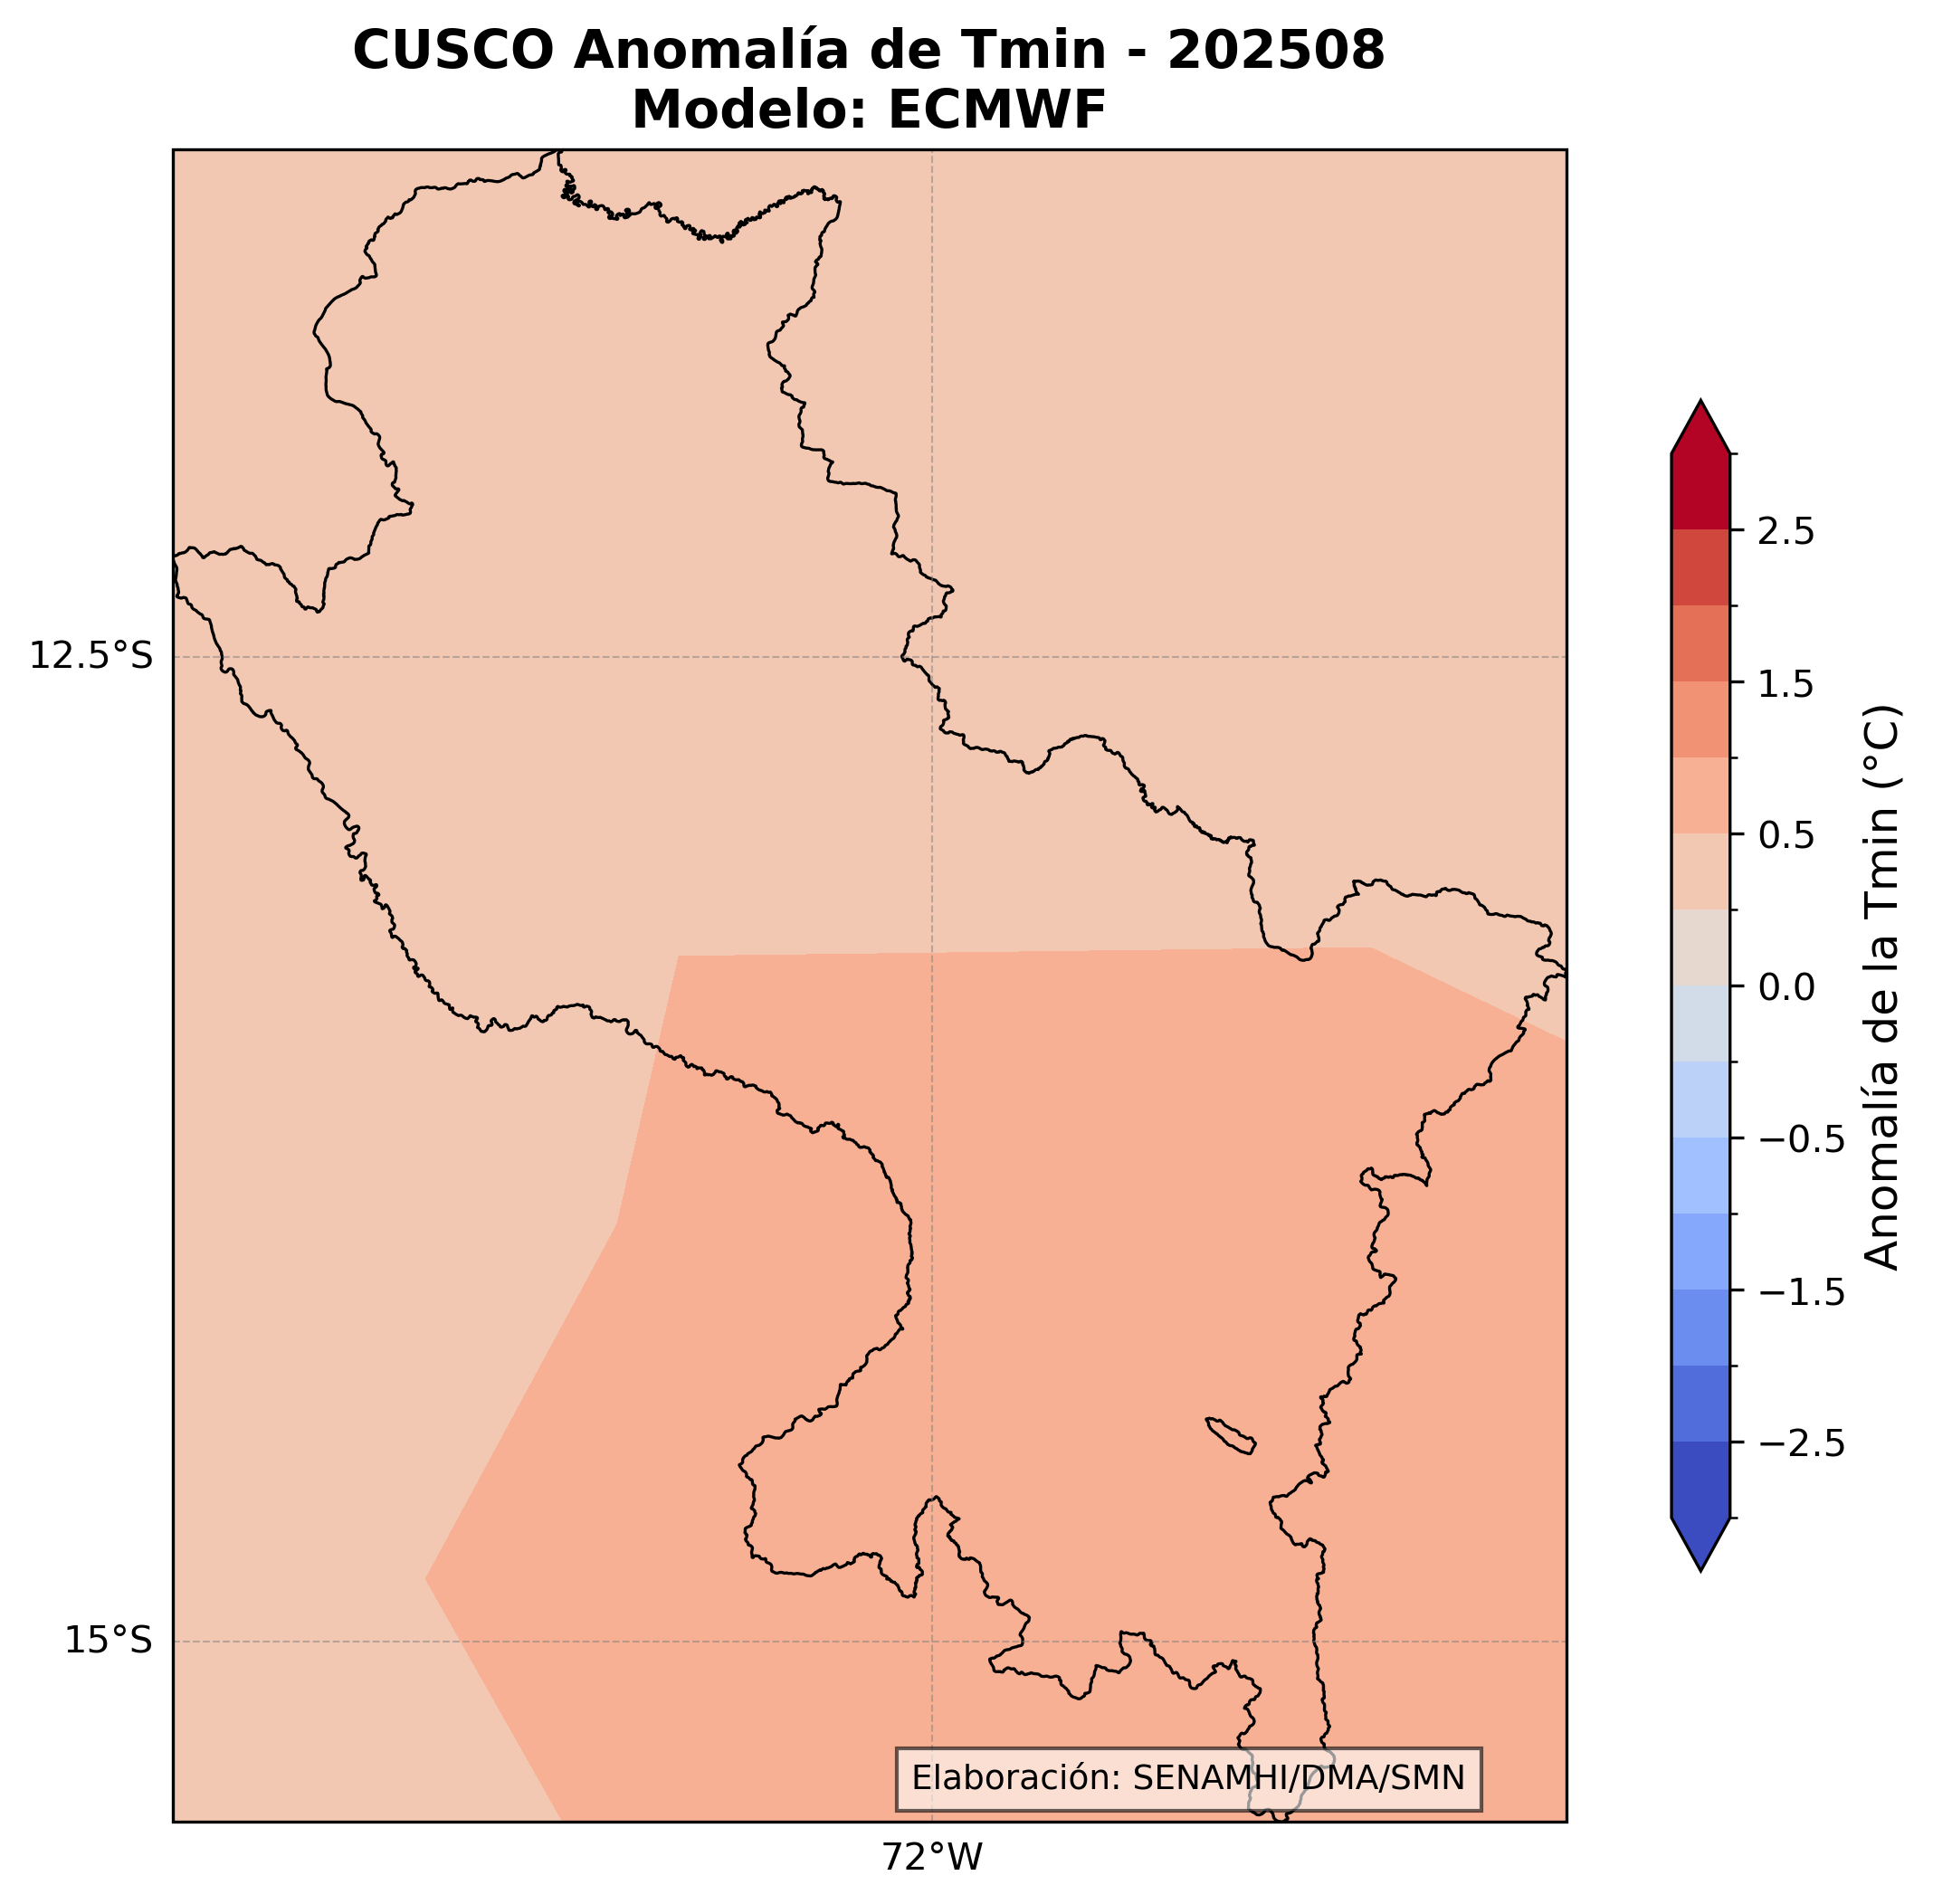 CUSCO Anomalía de Tmin - 202508
Modelo: ECMWF
12.5°S
15°S
72°W
2.5
1.5
0.5
0.0
−0.5
−1.5
−2.5
Anomalía de la Tmin (°C)
Elaboración: SENAMHI/DMA/SMN